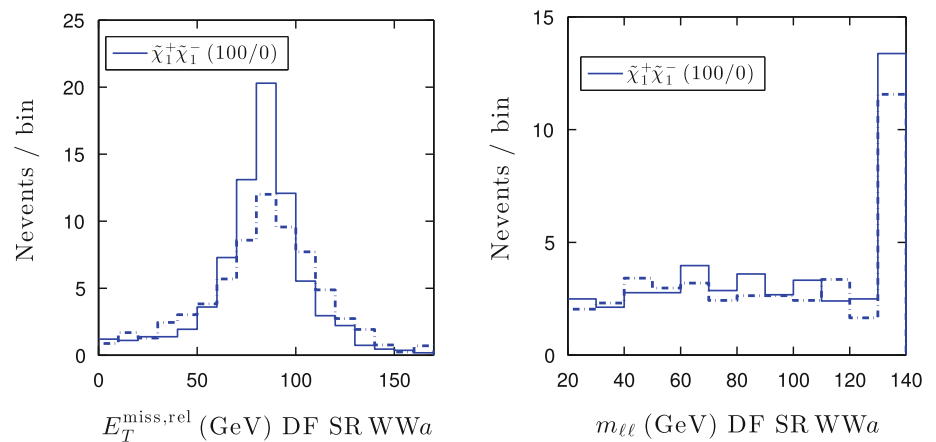 25
20
15
10
5
0
Nevents / bin
χ̃₁⁺χ̃₁⁻ (100/0)
0 50 100 150
E_T^{miss,rel} (GeV) DF SR WWa
15
10
5
0
Nevents / bin
χ̃₁⁺χ̃₁⁻ (100/0)
20 40 60 80 100 120 140
m_{ℓℓ} (GeV) DF SR WWa